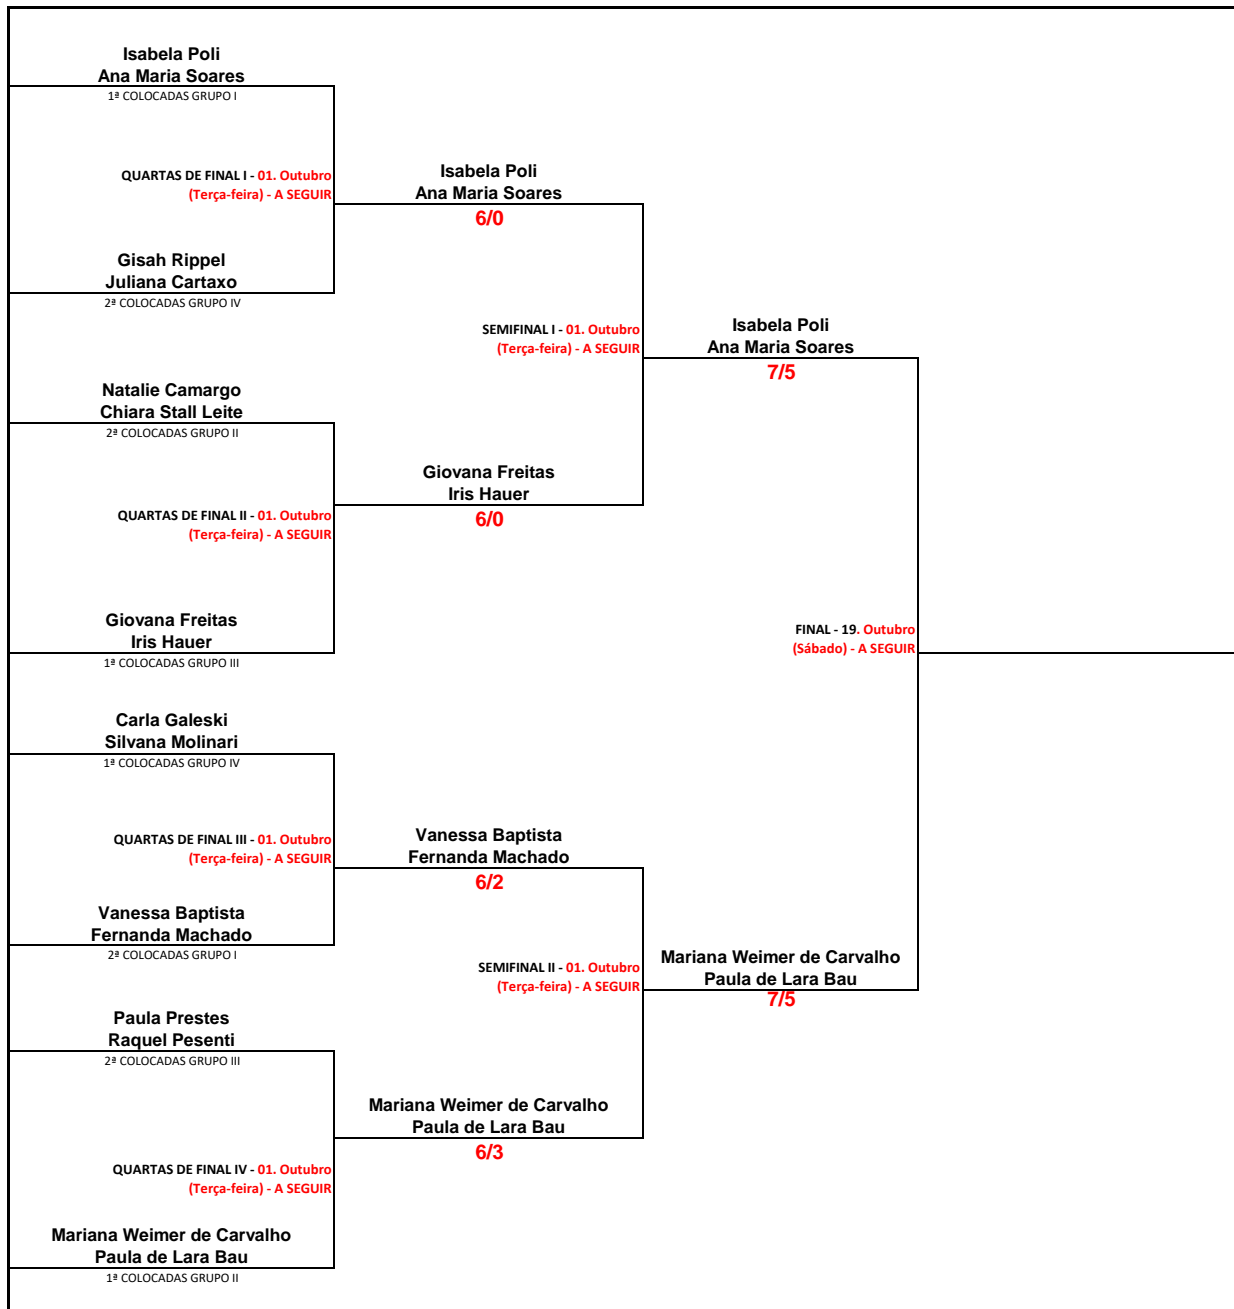 Isabela Poli
Ana Maria Soares
1ª COLOCADAS GRUPO I
QUARTAS DE FINAL I - 01. Outubro
(Terça-feira) - A SEGUIR
Isabela Poli
Ana Maria Soares
6/0
Gisah Rippel
Juliana Cartaxo
2ª COLOCADAS GRUPO IV
SEMIFINAL I - 01. Outubro
(Terça-feira) - A SEGUIR
Isabela Poli
Ana Maria Soares
7/5
Natalie Camargo
Chiara Stall Leite
2ª COLOCADAS GRUPO II
Giovana Freitas
Iris Hauer
6/0
QUARTAS DE FINAL II - 01. Outubro
(Terça-feira) - A SEGUIR
Giovana Freitas
Iris Hauer
1ª COLOCADAS GRUPO III
FINAL - 19. Outubro
(Sábado) - A SEGUIR
Carla Galeski
Silvana Molinari
1ª COLOCADAS GRUPO IV
QUARTAS DE FINAL III - 01. Outubro
(Terça-feira) - A SEGUIR
Vanessa Baptista
Fernanda Machado
6/2
Vanessa Baptista
Fernanda Machado
2ª COLOCADAS GRUPO I
SEMIFINAL II - 01. Outubro
(Terça-feira) - A SEGUIR
Mariana Weimer de Carvalho
Paula de Lara Bau
7/5
Paula Prestes
Raquel Pesenti
2ª COLOCADAS GRUPO III
Mariana Weimer de Carvalho
Paula de Lara Bau
6/3
QUARTAS DE FINAL IV - 01. Outubro
(Terça-feira) - A SEGUIR
Mariana Weimer de Carvalho
Paula de Lara Bau
1ª COLOCADAS GRUPO II